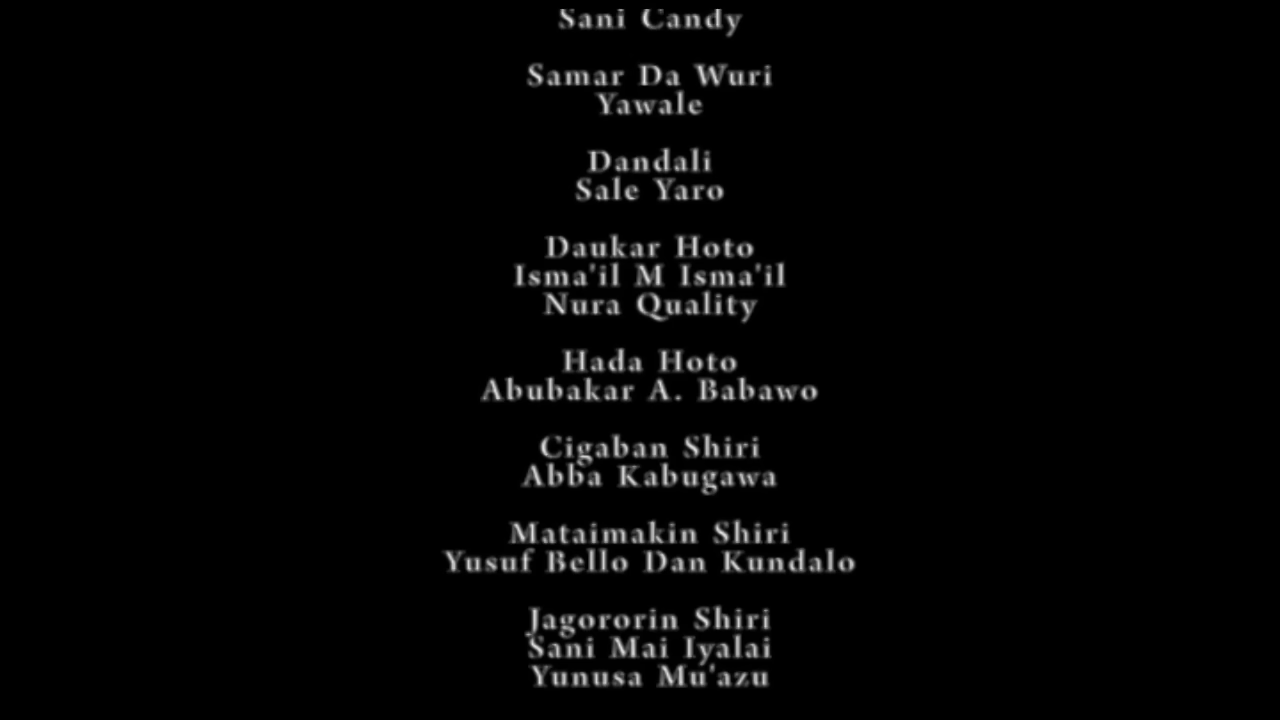 Sani Candy
Samar Da Wuri
Yawale
Dandali
Sale Yaro
Daukar Hoto
Isma'il M Isma'il
Nura Quality
Hada Hoto
Abubakar A. Babawo
Cigaban Shiri
Abba Kabugawa
Mataimakin Shiri
Yusuf Bello Dan Kundalo
Jagororin Shiri
Sani Mai Iyalai
Yunusa Mu'azu